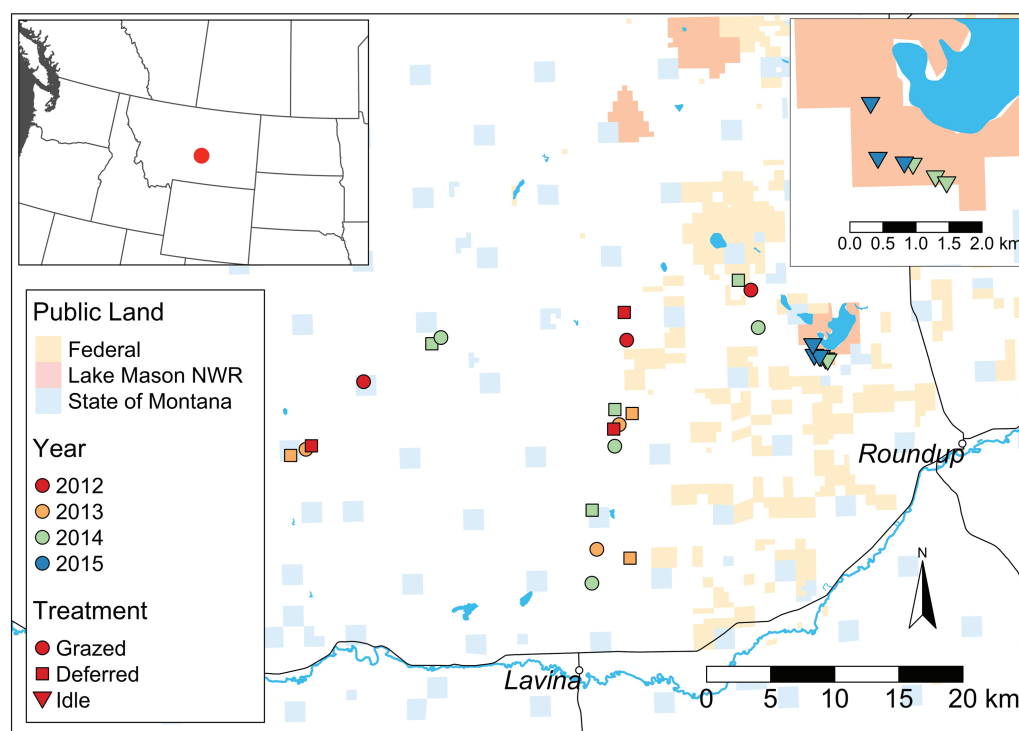 Public Land
Federal
Lake Mason NWR
State of Montana
Year
2012
2013
2014
2015
Treatment
Grazed
Deferred
Idle
0.0 0.5 1.0 1.5 2.0 km
Roundup
N
Lavina
0 5 10 15 20 km